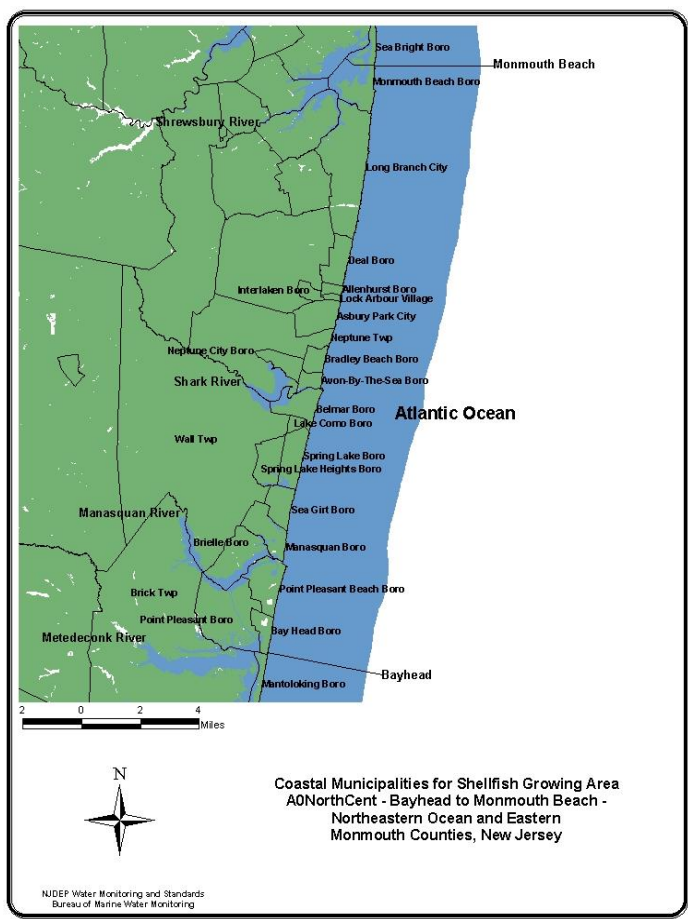 Sea Bright Boro
Monmouth Beach
Monmouth Beach Boro
Shrewsbury River
Long Branch City
Deal Boro
Interlaken Boro
Allenhurst Boro
Lock Arbour Village
Asbury Park City
Neptune Twp
Neptune City Boro
Bradley Beach Boro
Shark River
Avon-By-The-Sea Boro
Belmar Boro
Atlantic Ocean
Lake Como Boro
Wall Twp
Spring Lake Boro
Spring Lake Heights Boro
Manasquan River
Sea Girt Boro
Brielle Boro
Manasquan Boro
Brick Twp
Point Pleasant Beach Boro
Point Pleasant Boro
Bay Head Boro
Metedeconk River
Bayhead
Mantoloking Boro
2 0 2 4
Miles
N
Coastal Municipalities for Shellfish Growing Area
A0NorthCent - Bayhead to Monmouth Beach -
Northeastern Ocean and Eastern
Monmouth Counties, New Jersey
NJDEP Water Monitoring and Standards
Bureau of Marine Water Monitoring